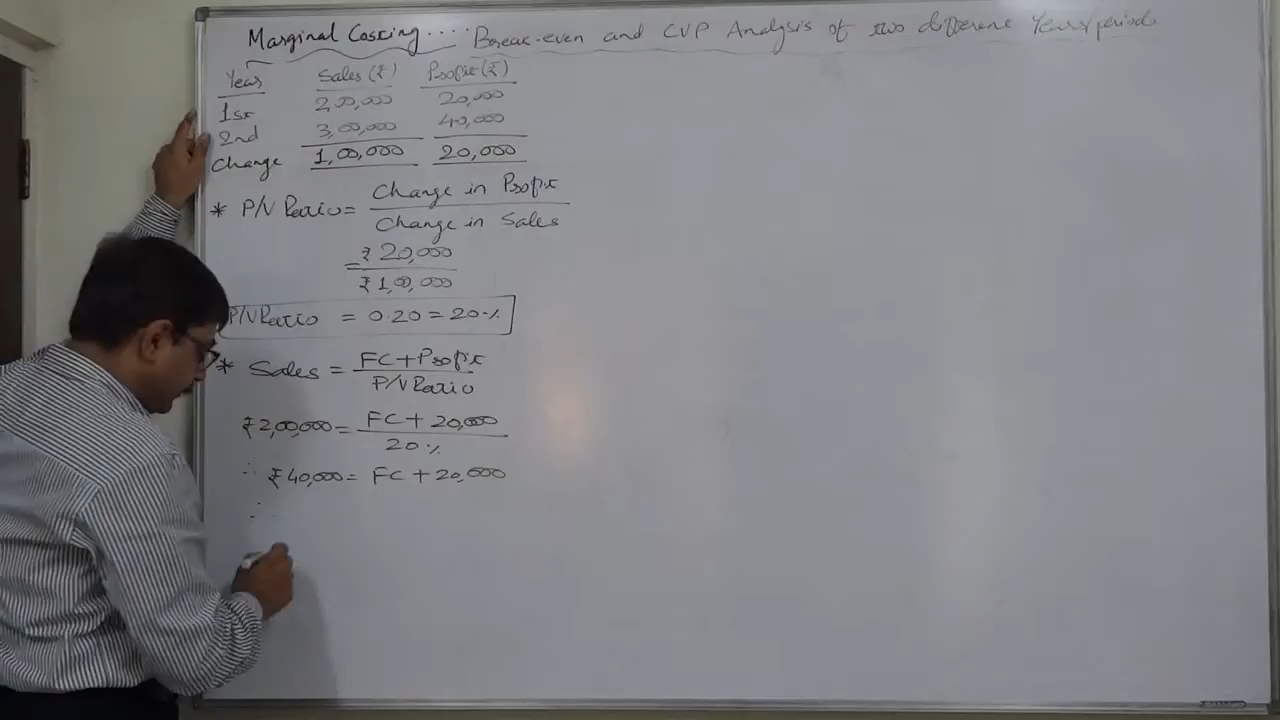 Marginal Costing.... Break-even and CVP Analysis of two different Years/periods
Year Sales (₹) Profit (₹)
1st 2,00,000 20,000
2nd 3,00,000 40,000
Change 1,00,000 20,000
* P/V Ratio = Change in Profit
Change in Sales
= ₹ 20,000
₹ 1,00,000
P/V Ratio = 0.20 = 20%
* Sales = FC + Profit
P/V Ratio
₹2,00,000 = FC + 20,000
20%
∴ ₹40,000 = FC + 20,000
∴